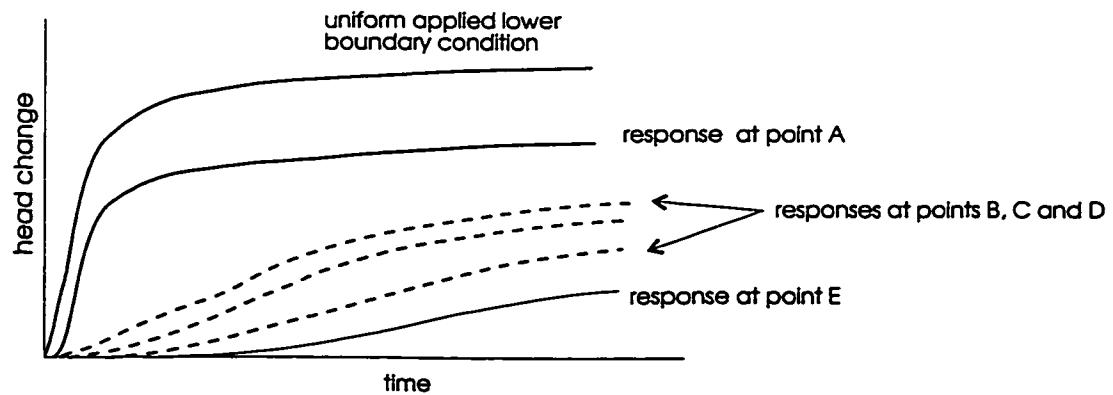 uniform applied lower
boundary condition
head change
response at point A
responses at points B, C and D
response at point E
time